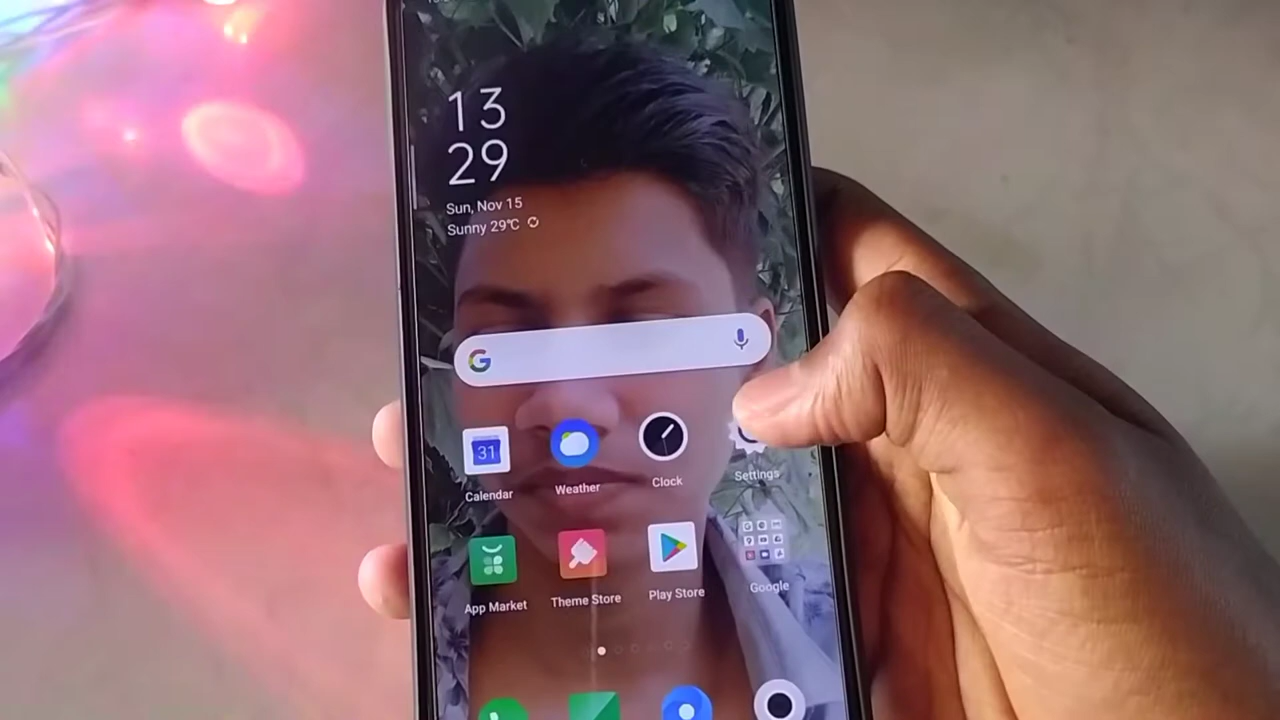 13
29
Sun, Nov 15
Sunny 29℃
G
31
Calendar
Weather
Clock
Settings
App Market
Theme Store
Play Store
Google